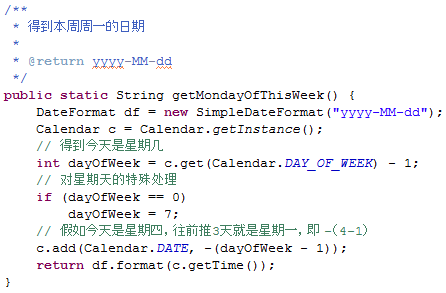 /**
 * 得到本周周一的日期
 *
 * @return yyyy-MM-dd
 */
public static String getMondayOfThisWeek() {
    DateFormat df = new SimpleDateFormat("yyyy-MM-dd");
    Calendar c = Calendar.getInstance();
    // 得到今天是星期几
    int dayOfWeek = c.get(Calendar.DAY_OF_WEEK) - 1;
    // 对星期天的特殊处理
    if (dayOfWeek == 0)
        dayOfWeek = 7;
    // 假如今天是星期四，往前推3天就是星期一，即 -（4-1）
    c.add(Calendar.DATE, -(dayOfWeek - 1));
    return df.format(c.getTime());
}